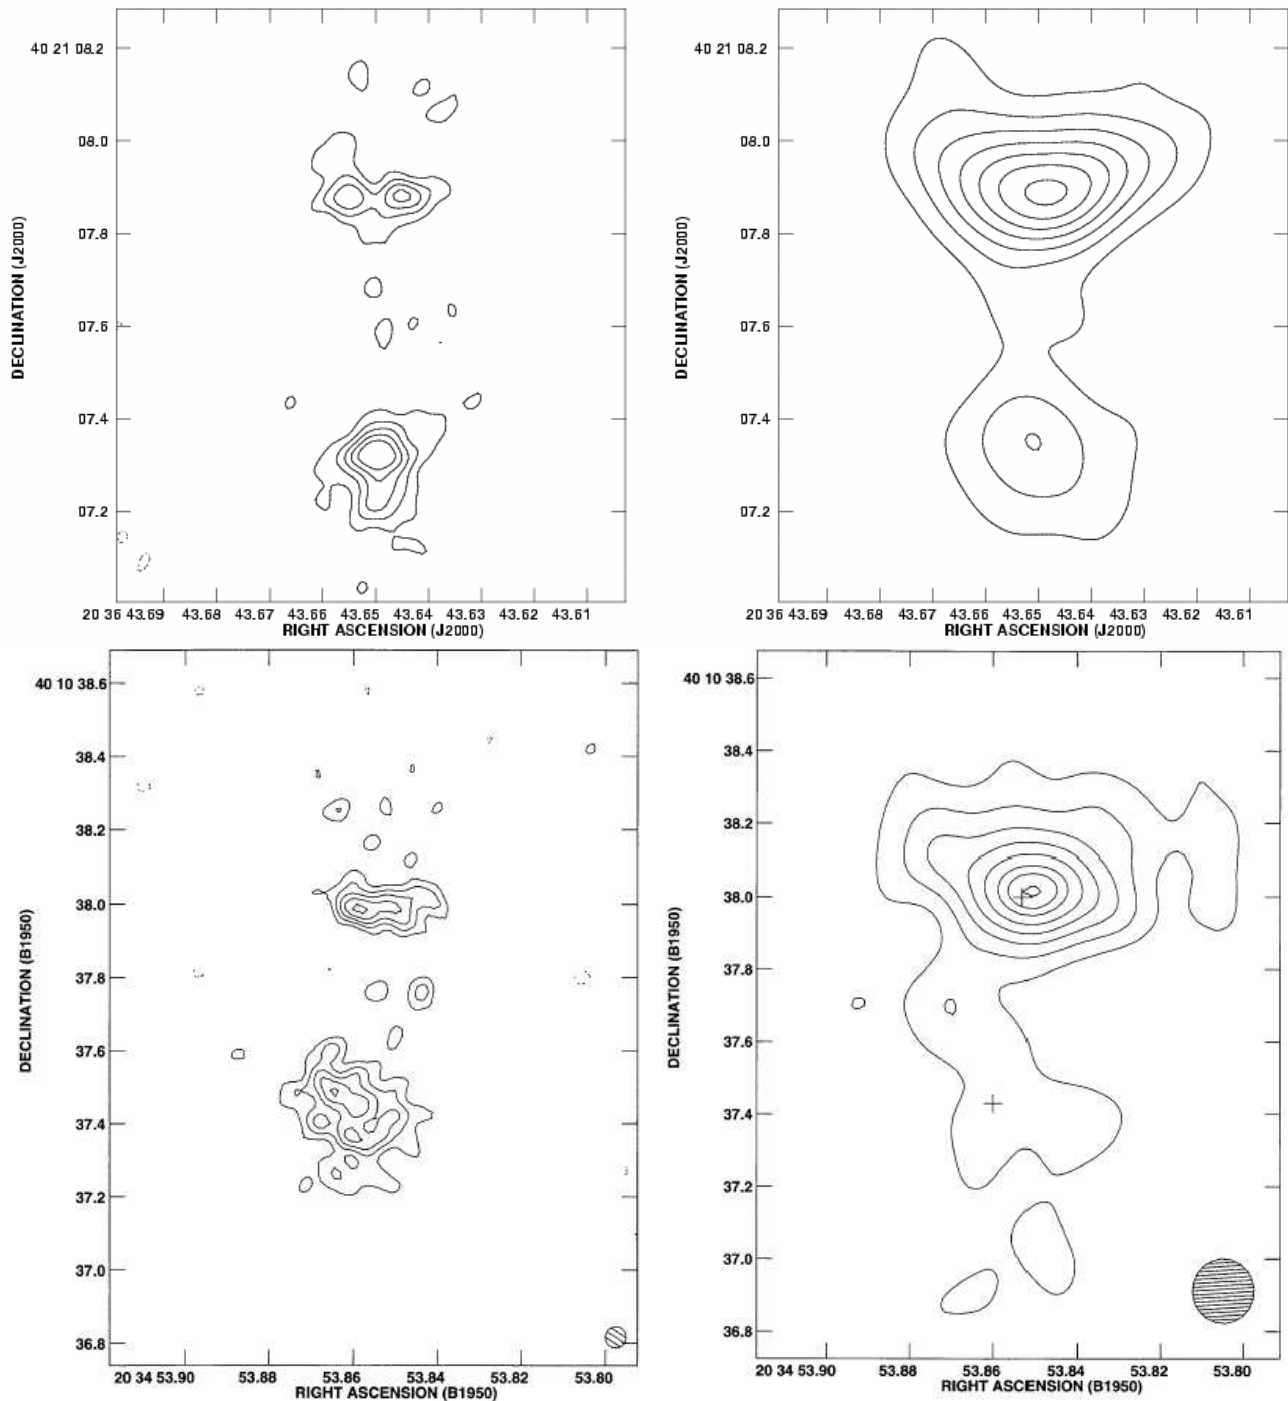 40 21 08.2
08.0
07.8
07.6
07.4
07.2
DECLINATION (J2000)
20 36 43.69 43.68 43.67 43.66 43.65 43.64 43.63 43.62 43.61
RIGHT ASCENSION (J2000)
40 21 08.2
08.0
07.8
07.6
07.4
07.2
DECLINATION (J2000)
20 36 43.69 43.68 43.67 43.66 43.65 43.64 43.63 43.62 43.61
RIGHT ASCENSION (J2000)
40 10 38.6
38.4
38.2
38.0
37.8
37.6
37.4
37.2
37.0
36.8
DECLINATION (B1950)
20 34 53.90 53.88 53.86 53.84 53.82 53.80
RIGHT ASCENSION (B1950)
40 10 38.6
38.4
38.2
38.0
37.8
37.6
37.4
37.2
37.0
36.8
DECLINATION (B1950)
20 34 53.90 53.88 53.86 53.84 53.82 53.80
RIGHT ASCENSION (B1950)